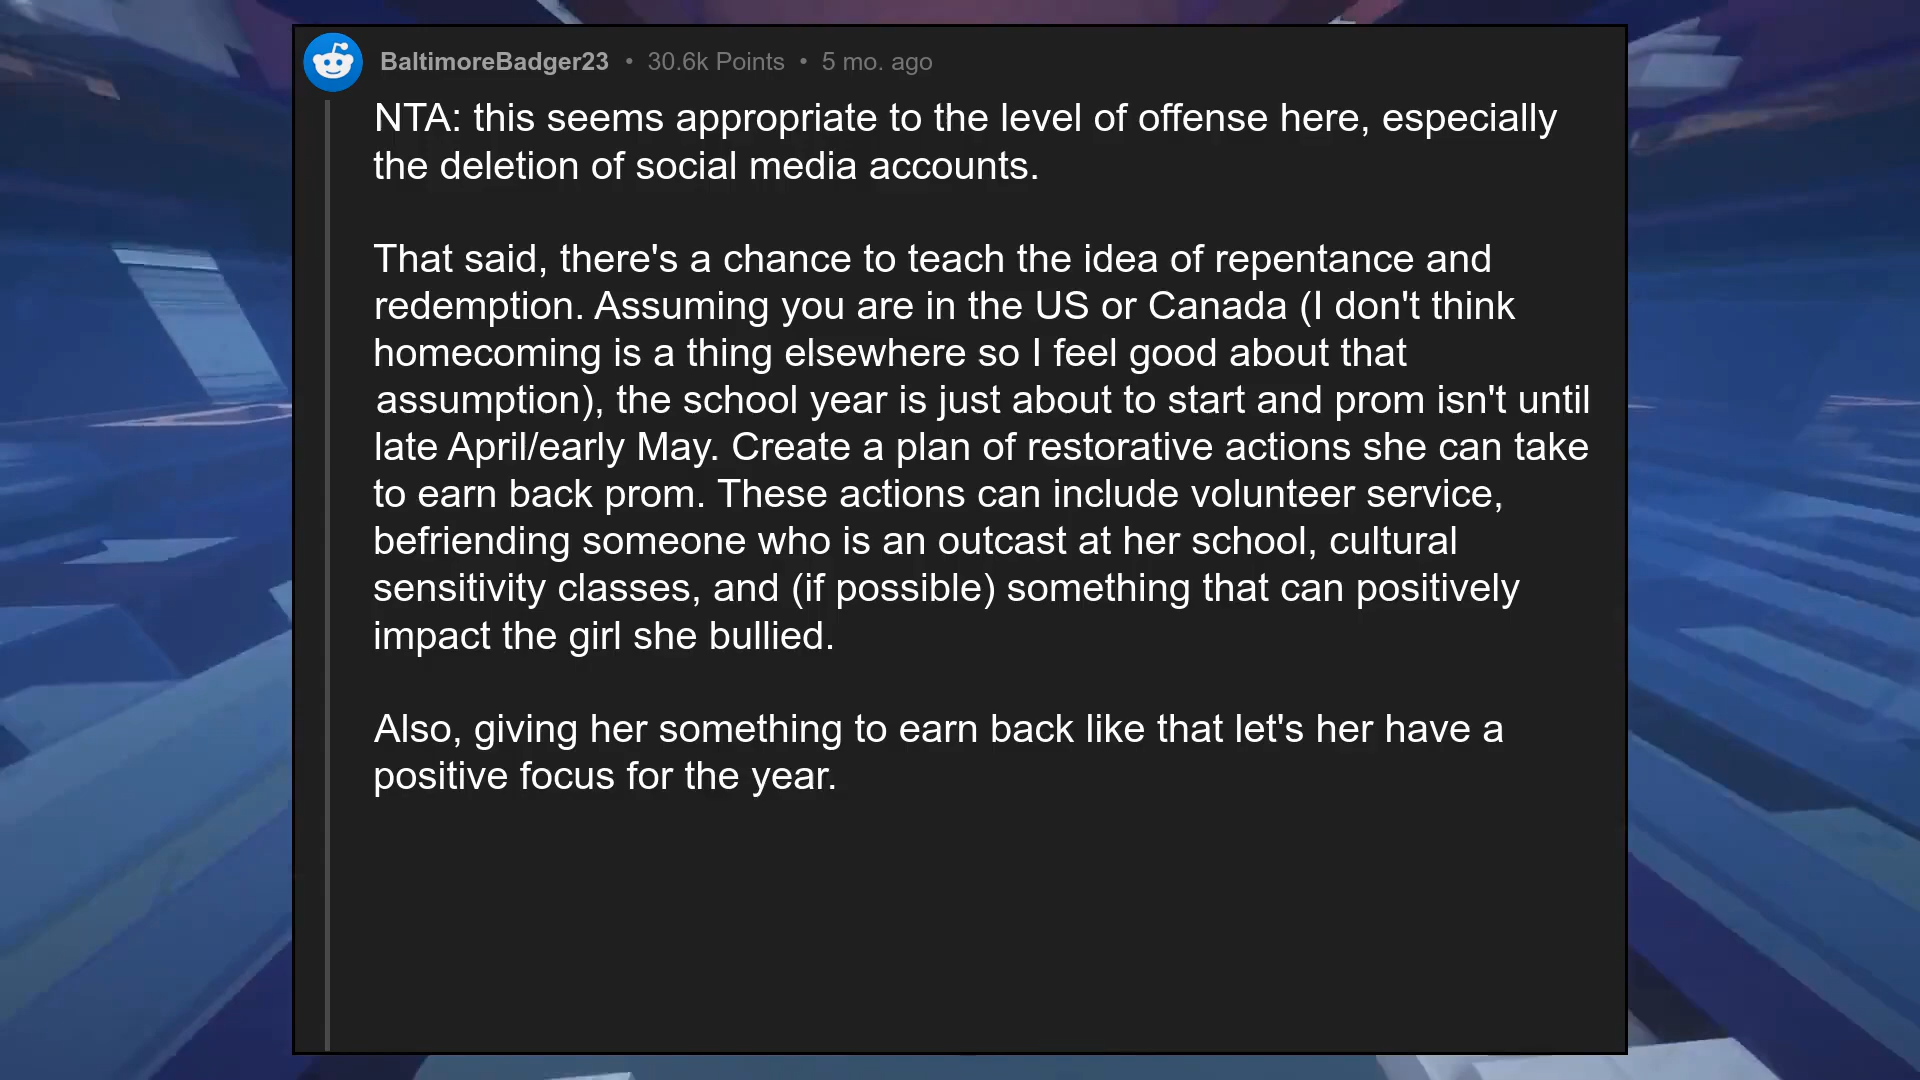 BaltimoreBadger23 • 30.6k Points • 5 mo. ago
NTA: this seems appropriate to the level of offense here, especially
the deletion of social media accounts.
That said, there's a chance to teach the idea of repentance and
redemption. Assuming you are in the US or Canada (I don't think
homecoming is a thing elsewhere so I feel good about that
assumption), the school year is just about to start and prom isn't until
late April/early May. Create a plan of restorative actions she can take
to earn back prom. These actions can include volunteer service,
befriending someone who is an outcast at her school, cultural
sensitivity classes, and (if possible) something that can positively
impact the girl she bullied.
Also, giving her something to earn back like that let's her have a
positive focus for the year.